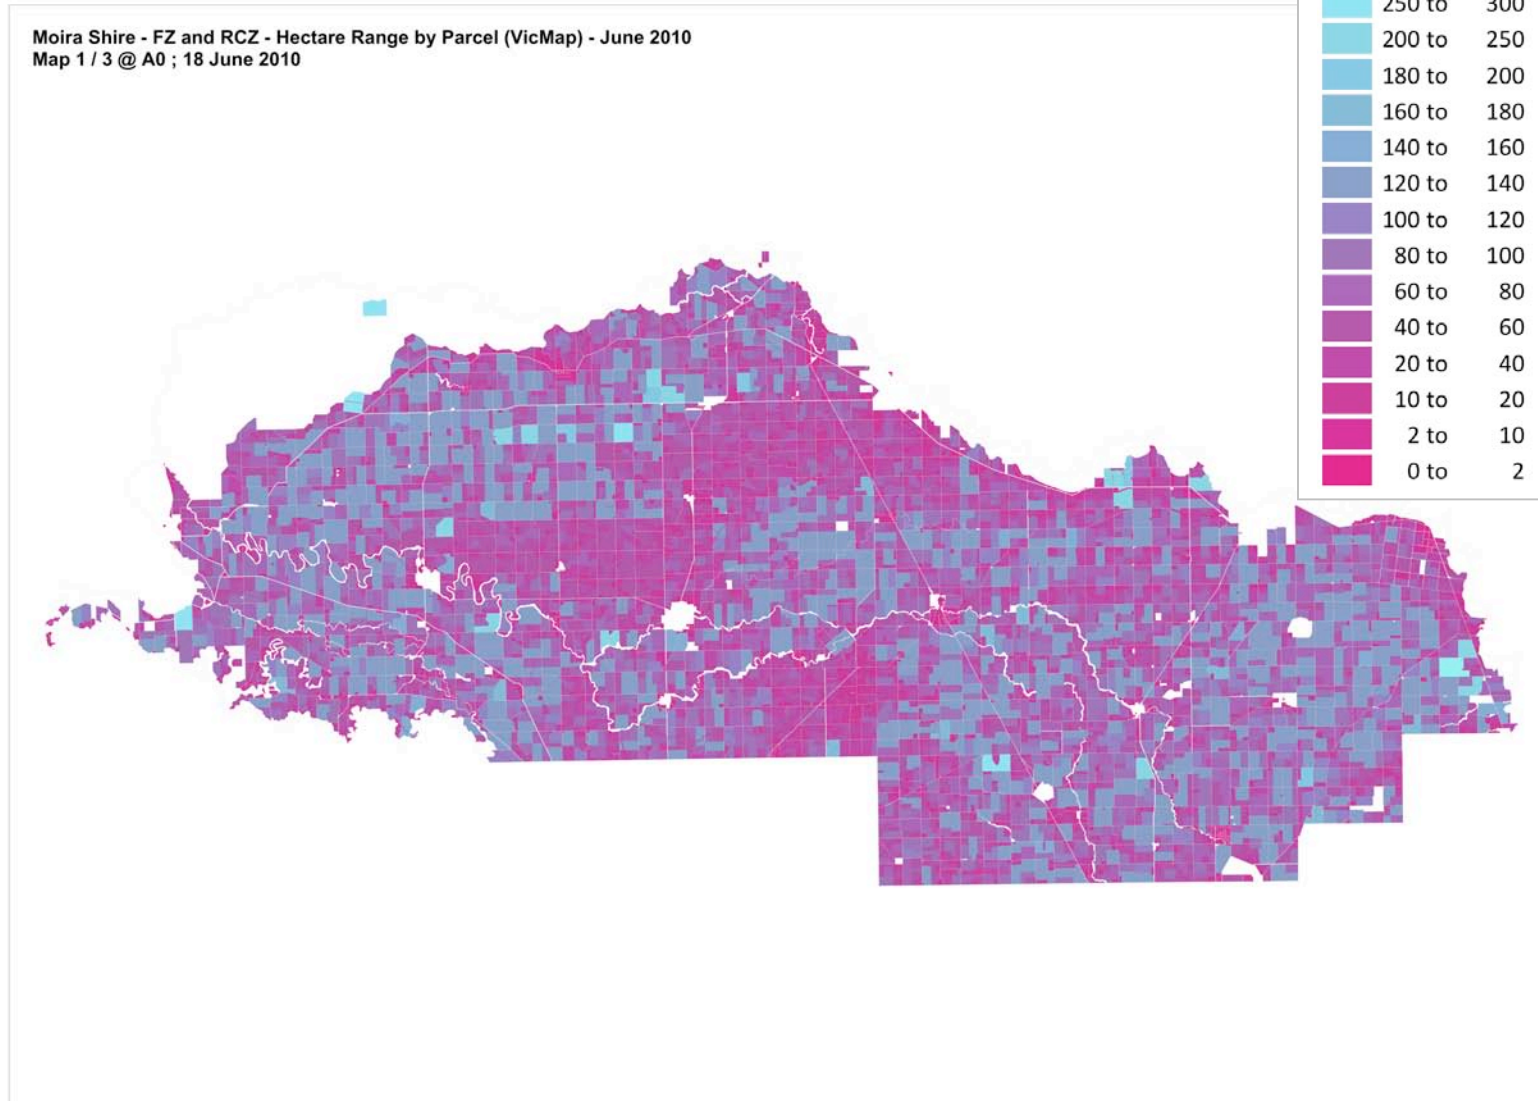 Moira Shire - FZ and RCZ - Hectare Range by Parcel (VicMap) - June 2010
Map 1 / 3 @ A0 ; 18 June 2010
250 to 300
200 to 250
180 to 200
160 to 180
140 to 160
120 to 140
100 to 120
80 to 100
60 to 80
40 to 60
20 to 40
10 to 20
2 to 10
0 to 2